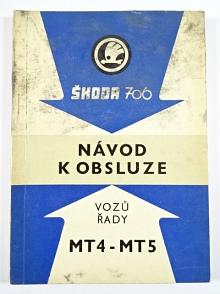 ŠKODA 706
NÁVOD
K OBSLUZE
VOZŮ
ŘADY
MT4-MT5